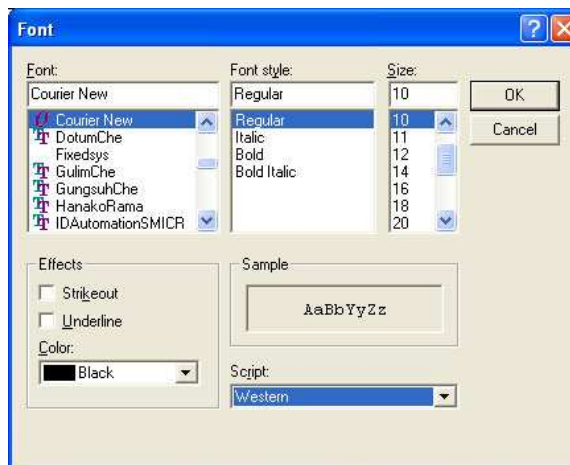 Font
Font: Font style: Size:
Courier New Regular 10
Courier New Regular 10
DotumChe Italic 11
Fixedsys Bold 12
GulimChe Bold Italic 14
GungsuhChe 16
HanakoRama 18
IDAutomationSMICR 20
OK
Cancel
Effects
Strikeout
Underline
Color:
Black
Sample
AaBbYyZz
Script:
Western